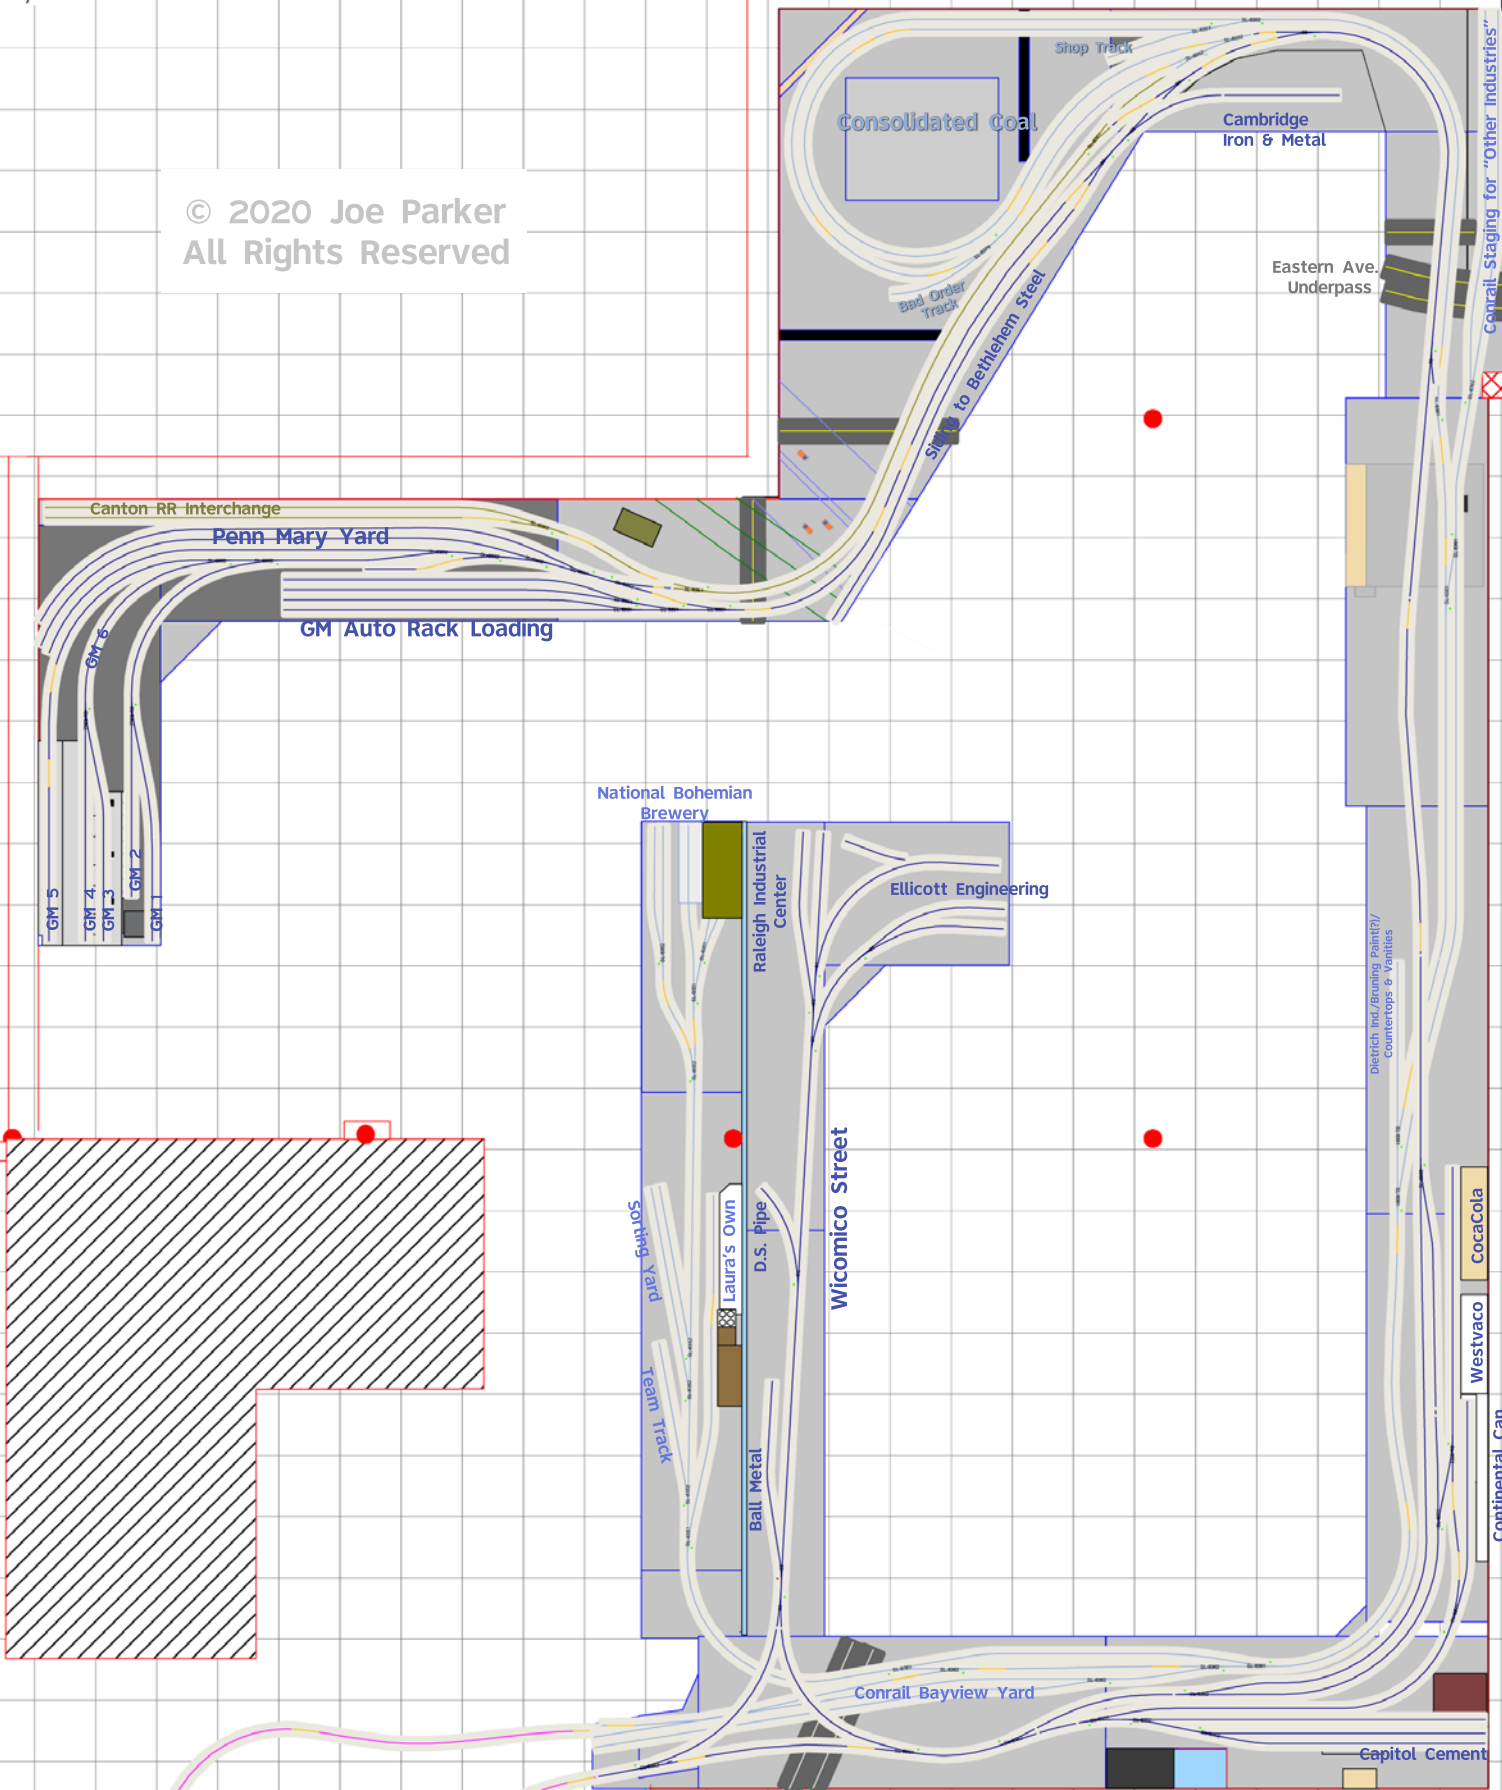 Shop Track
Consolidated Coal
Cambridge
Iron & Metal
Conrail Staging for "Other Industries"
© 2020 Joe Parker
All Rights Reserved
Eastern Ave.
Underpass
Bad Order
Track
Siding to Bethlehem Steel
Canton RR Interchange
Penn Mary Yard
GM Auto Rack Loading
GM 6
GM 5
GM 4
GM 3
GM 2
GM 1
National Bohemian
Brewery
Raleigh Industrial
Center
Ellicott Engineering
Dietrich Ind./Bruning Paint(?)/
Countertops & Vanities
Wicomico Street
Sorting Yard
Laura's Own
D.S. Pipe
CocaCola
Westvaco
Team Track
Ball Metal
Continental Can
Conrail Bayview Yard
Capitol Cement